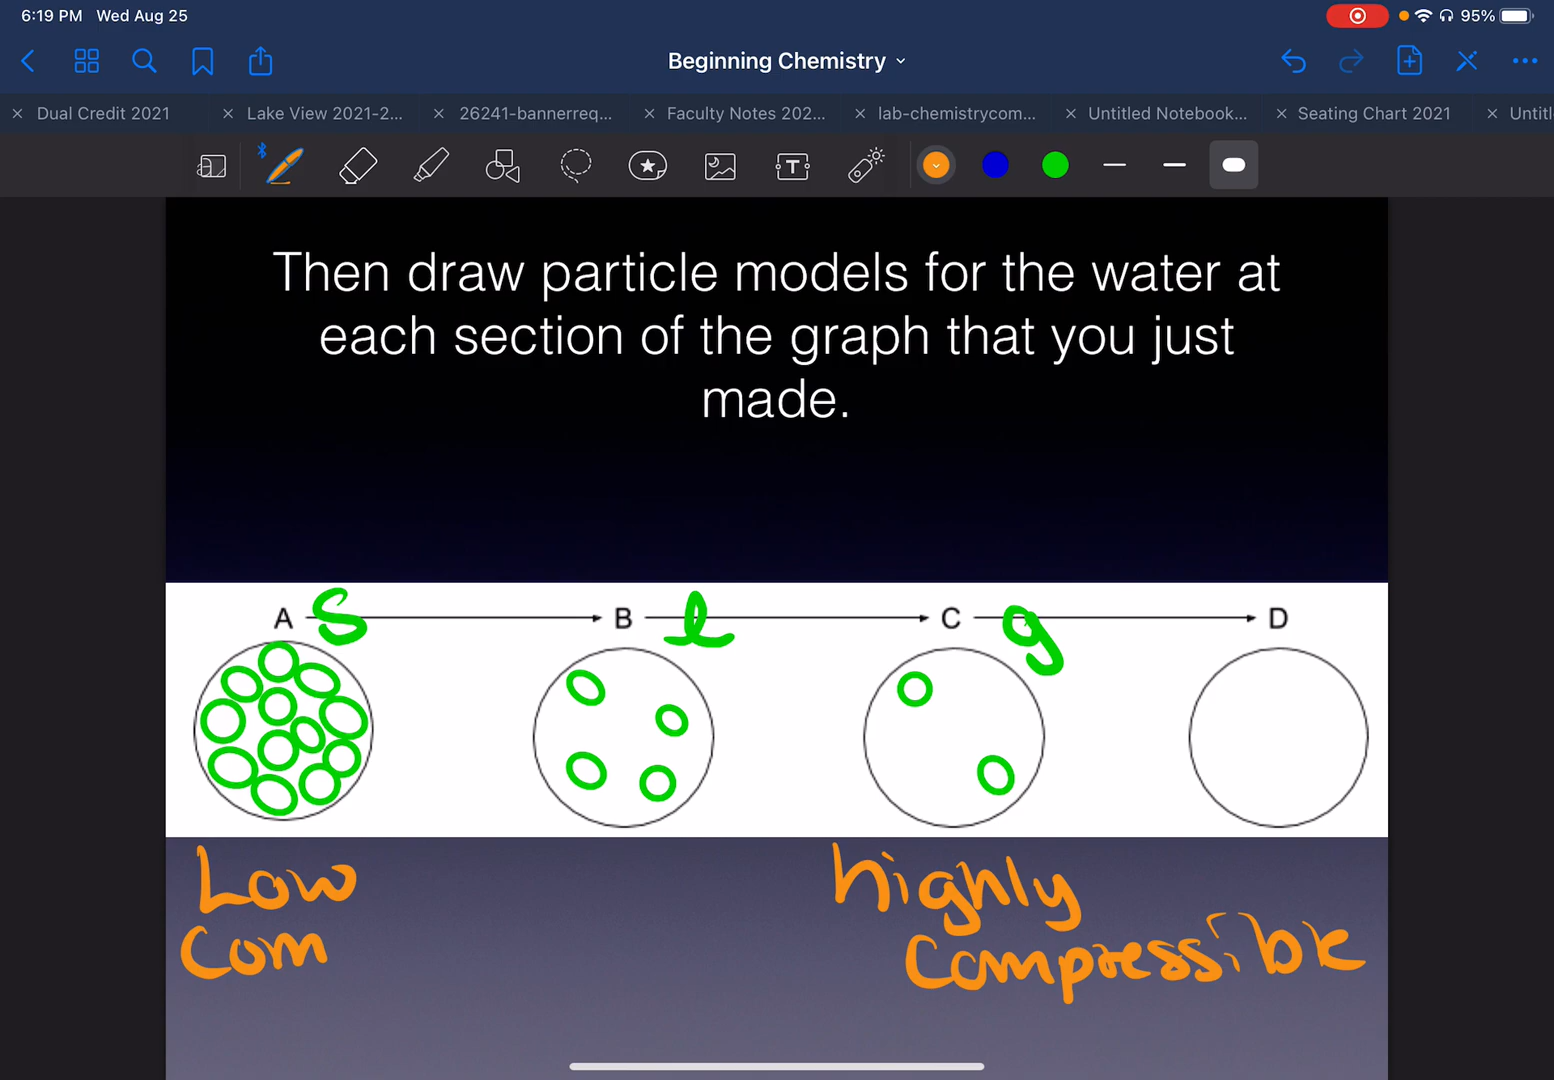 6:19 PM Wed Aug 25
95%
Beginning Chemistry
Dual Credit 2021
Lake View 2021-2...
26241-bannerreq...
Faculty Notes 202...
lab-chemistrycom...
Untitled Notebook...
Seating Chart 2021
Untitl
T
Then draw particle models for the water at
each section of the graph that you just
made.
A s B l C g D
Low
Com
highly
Compressible